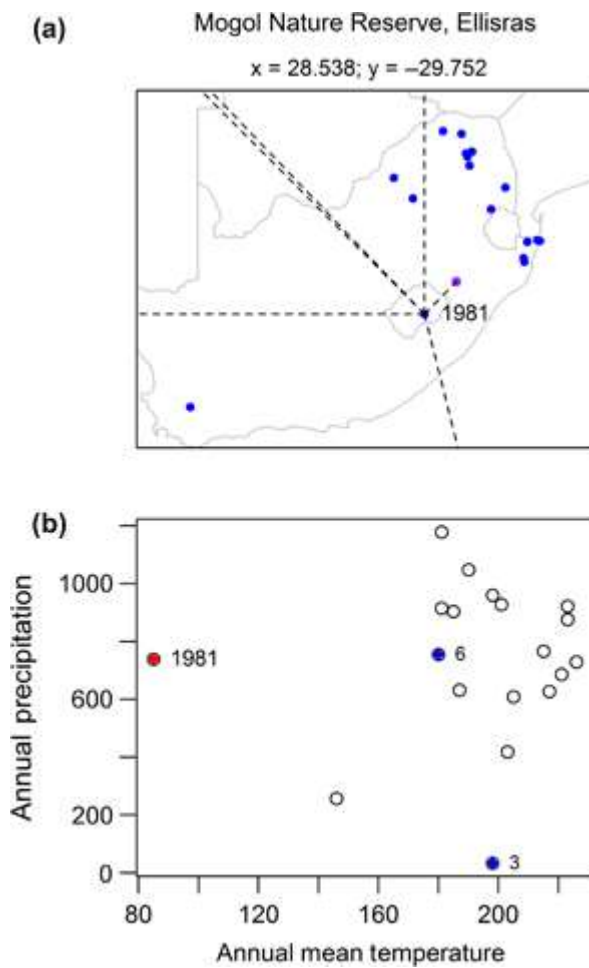 (a)
Mogol Nature Reserve, Ellisras
x = 28.538; y = −29.752
1981
(b)
Annual precipitation
1000
600
200
0
1981
6
3
80
120
160
200
Annual mean temperature